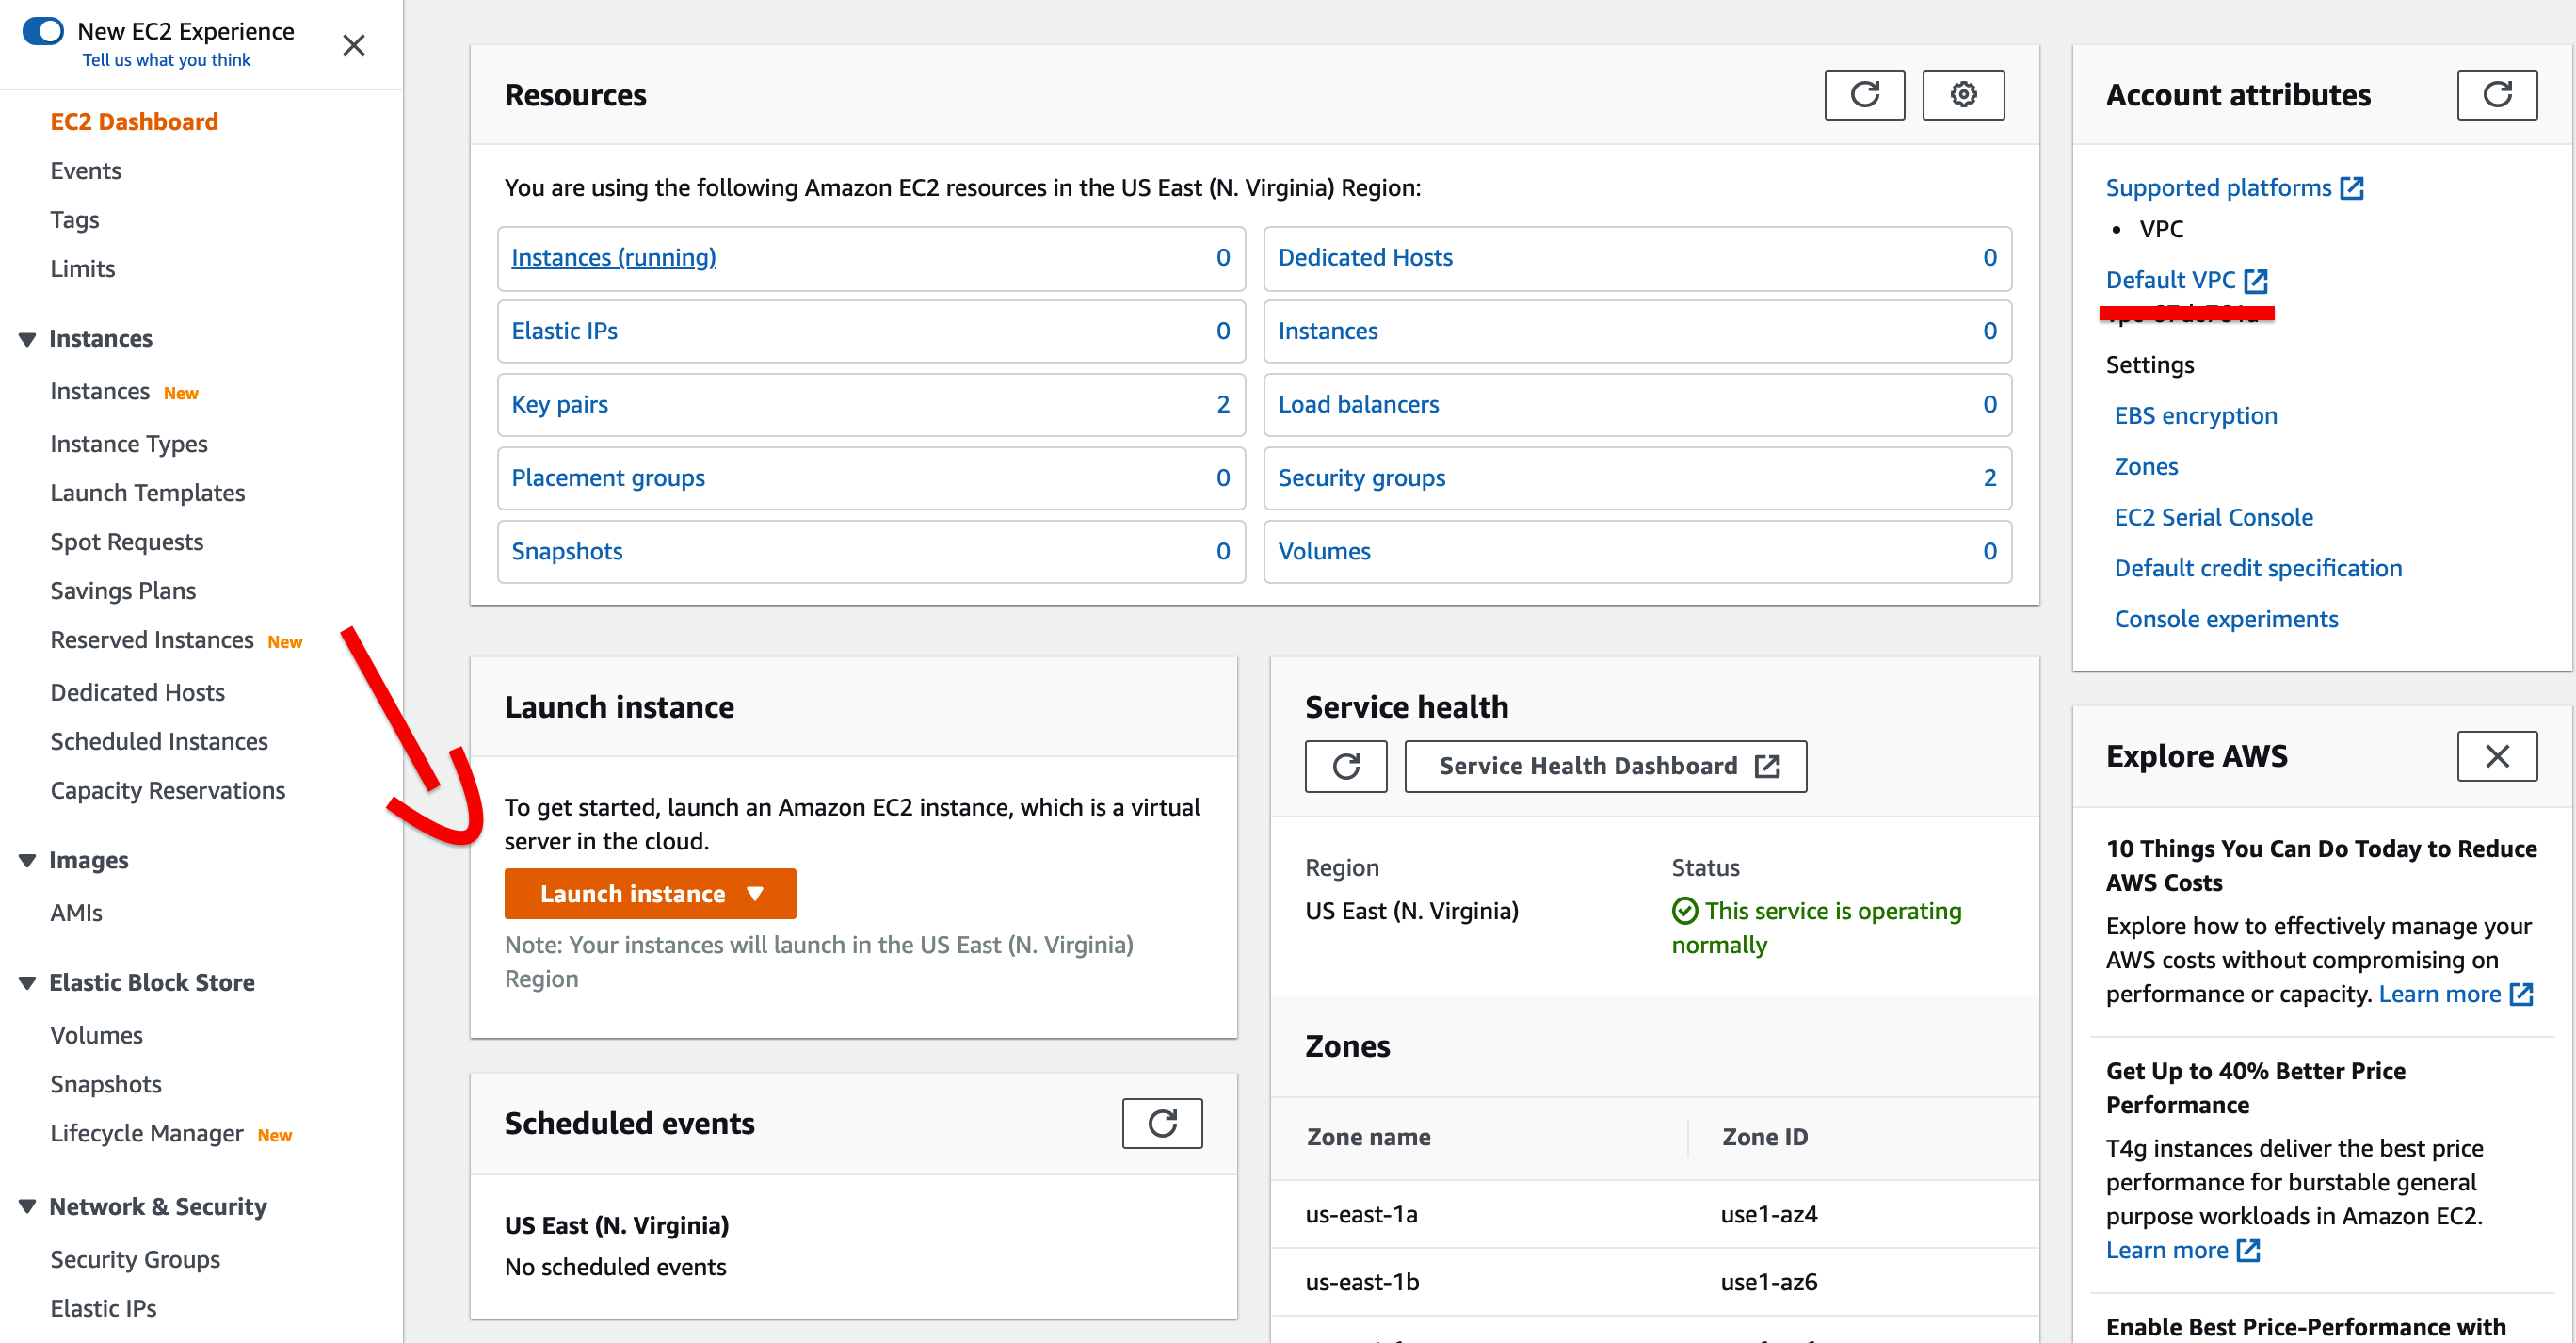 New EC2 Experience
Tell us what you think
EC2 Dashboard
Events
Tags
Limits
Instances
Instances New
Instance Types
Launch Templates
Spot Requests
Savings Plans
Reserved Instances New
Dedicated Hosts
Scheduled Instances
Capacity Reservations
Images
AMIs
Elastic Block Store
Volumes
Snapshots
Lifecycle Manager New
Network & Security
Security Groups
Elastic IPs
Resources
You are using the following Amazon EC2 resources in the US East (N. Virginia) Region:
Instances (running) 0
Dedicated Hosts 0
Elastic IPs 0
Instances 0
Key pairs 2
Load balancers 0
Placement groups 0
Security groups 2
Snapshots 0
Volumes 0
Launch instance
To get started, launch an Amazon EC2 instance, which is a virtual
server in the cloud.
Launch instance
Note: Your instances will launch in the US East (N. Virginia)
Region
Scheduled events
US East (N. Virginia)
No scheduled events
Service health
Service Health Dashboard
Region
US East (N. Virginia)
Status
This service is operating
normally
Zones
Zone name Zone ID
us-east-1a use1-az4
us-east-1b use1-az6
Account attributes
Supported platforms
• VPC
Default VPC
Settings
EBS encryption
Zones
EC2 Serial Console
Default credit specification
Console experiments
Explore AWS
10 Things You Can Do Today to Reduce
AWS Costs
Explore how to effectively manage your
AWS costs without compromising on
performance or capacity. Learn more
Get Up to 40% Better Price
Performance
T4g instances deliver the best price
performance for burstable general
purpose workloads in Amazon EC2.
Learn more
Enable Best Price-Performance with